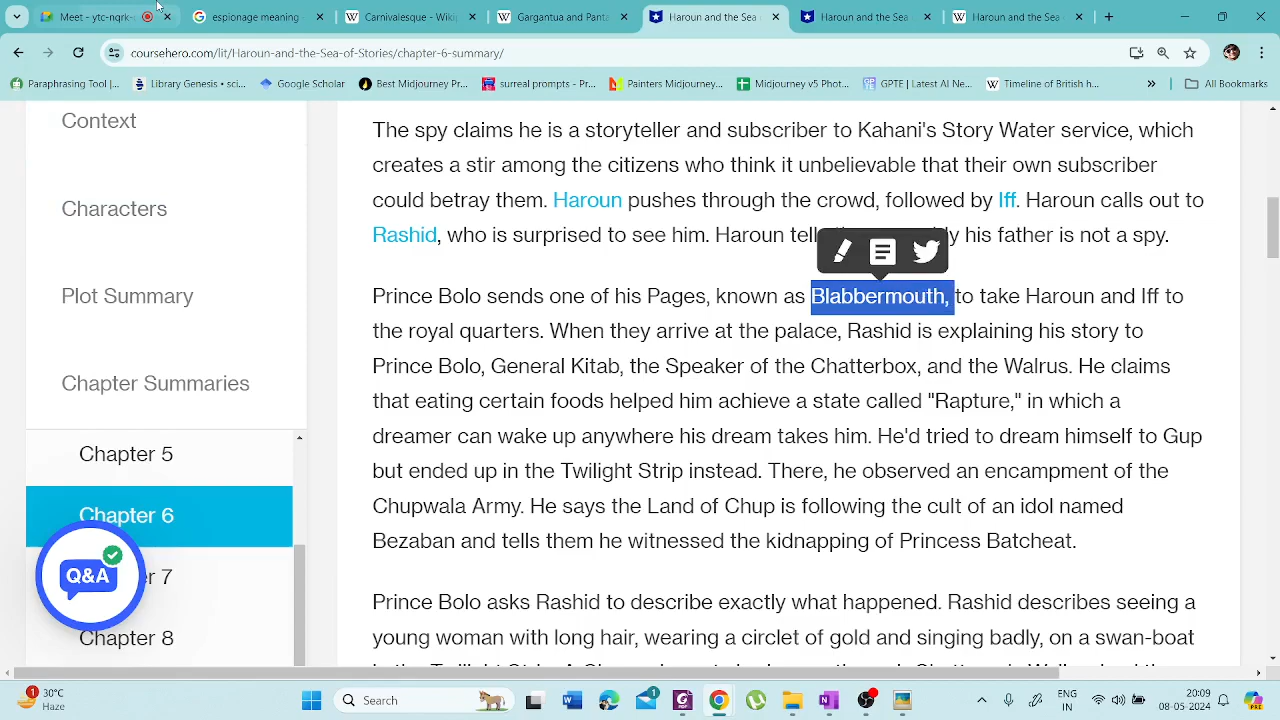 Meet - ytc-nrk-
espionage meaning
Carnivalesque - Wiki
Gargantua and Panta
Haroun and the Sea
Haroun and the Sea
Haroun and the Sea
coursehero.com/lit/Haroun-and-the-Sea-of-Stories/chapter-6-summary/
Paraphrasing Tool |...
Library Genesis • sci...
Google Scholar
Best Midjourney Pr...
surreal prompts - Pr...
Painters Midjourney...
Midjourney v5 Phot...
GPTE | Latest AI Ne...
Timeline of British h...
All Bookmarks
Context
Characters
Plot Summary
Chapter Summaries
Chapter 5
Chapter 6
r 7
Chapter 8
Q&A
The spy claims he is a storyteller and subscriber to Kahani's Story Water service, which
creates a stir among the citizens who think it unbelievable that their own subscriber
could betray them. Haroun pushes through the crowd, followed by Iff. Haroun calls out to
Rashid, who is surprised to see him. Haroun tell y his father is not a spy.
Prince Bolo sends one of his Pages, known as Blabbermouth, to take Haroun and Iff to
the royal quarters. When they arrive at the palace, Rashid is explaining his story to
Prince Bolo, General Kitab, the Speaker of the Chatterbox, and the Walrus. He claims
that eating certain foods helped him achieve a state called "Rapture," in which a
dreamer can wake up anywhere his dream takes him. He'd tried to dream himself to Gup
but ended up in the Twilight Strip instead. There, he observed an encampment of the
Chupwala Army. He says the Land of Chup is following the cult of an idol named
Bezaban and tells them he witnessed the kidnapping of Princess Batcheat.
Prince Bolo asks Rashid to describe exactly what happened. Rashid describes seeing a
young woman with long hair, wearing a circlet of gold and singing badly, on a swan-boat
1
30°C
Haze
Search
1
ENG
IN
20:09
08-05-2024